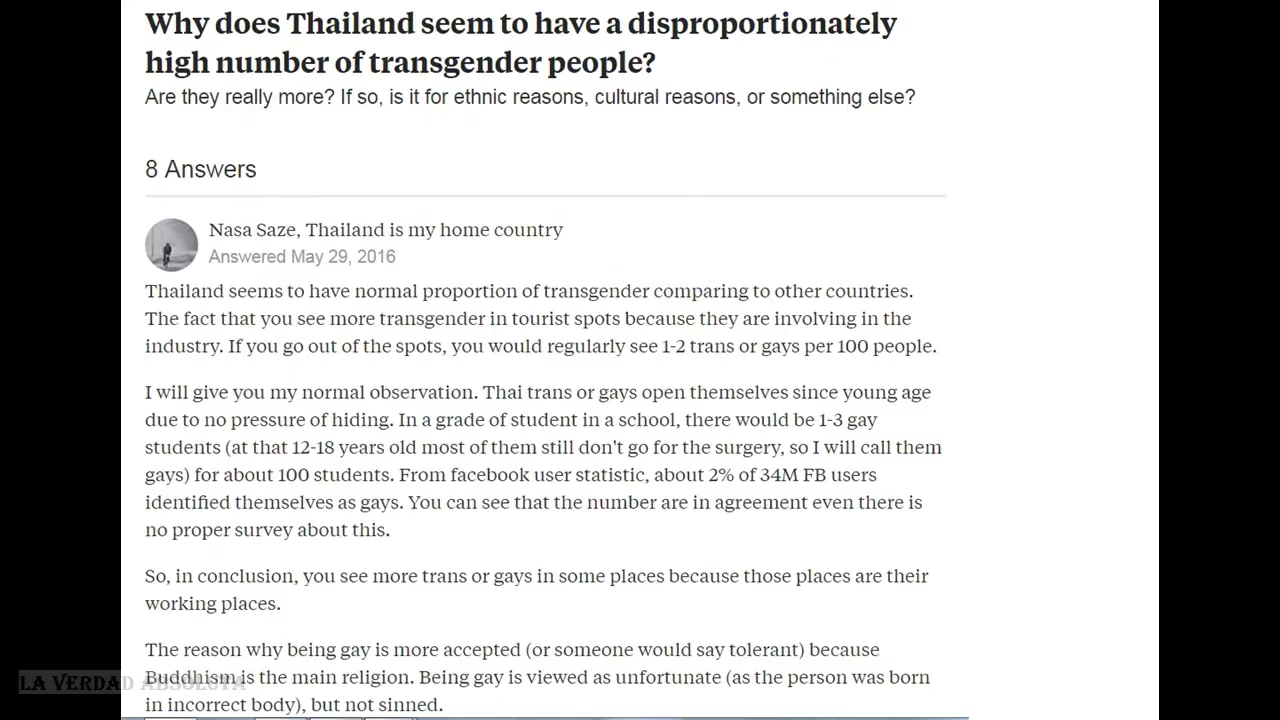 Why does Thailand seem to have a disproportionately
high number of transgender people?
Are they really more? If so, is it for ethnic reasons, cultural reasons, or something else?
8 Answers
Nasa Saze, Thailand is my home country
Answered May 29, 2016
Thailand seems to have normal proportion of transgender comparing to other countries.
The fact that you see more transgender in tourist spots because they are involving in the
industry. If you go out of the spots, you would regularly see 1-2 trans or gays per 100 people.
I will give you my normal observation. Thai trans or gays open themselves since young age
due to no pressure of hiding. In a grade of student in a school, there would be 1-3 gay
students (at that 12-18 years old most of them still don't go for the surgery, so I will call them
gays) for about 100 students. From facebook user statistic, about 2% of 34M FB users
identified themselves as gays. You can see that the number are in agreement even there is
no proper survey about this.
So, in conclusion, you see more trans or gays in some places because those places are their
working places.
The reason why being gay is more accepted (or someone would say tolerant) because
Buddhism is the main religion. Being gay is viewed as unfortunate (as the person was born
in incorrect body), but not sinned.
LA VERDAD ABSOLUTA